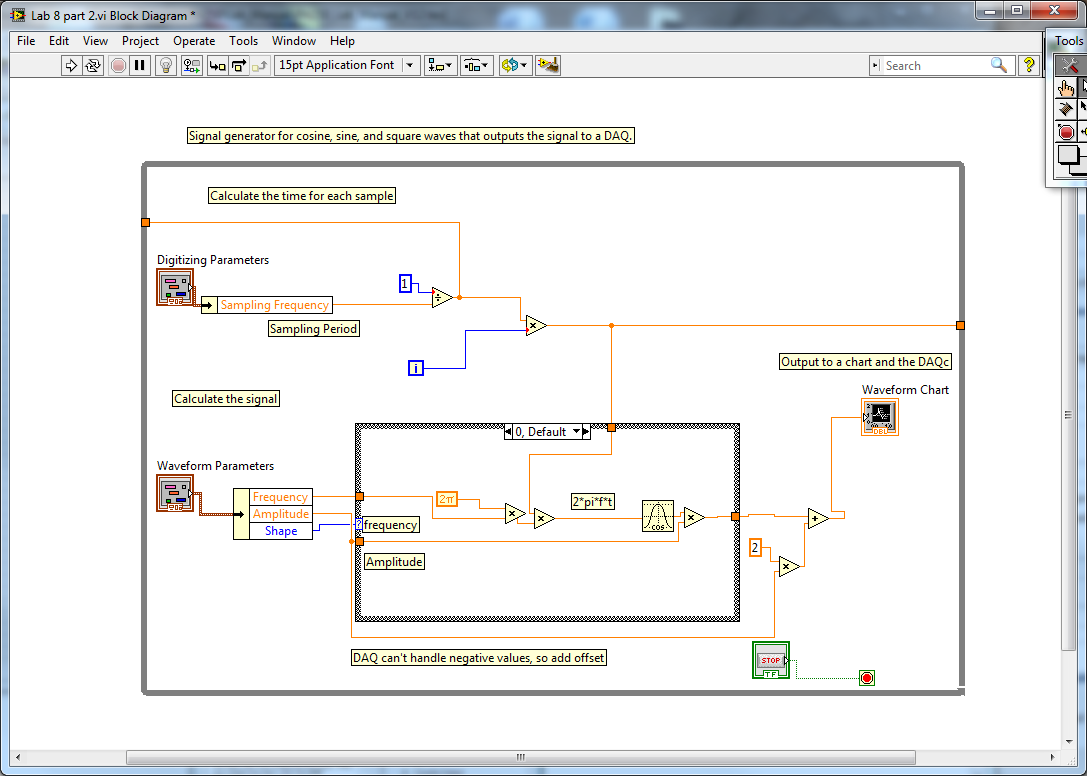 Lab 8 part 2.vi Block Diagram *
File Edit View Project Operate Tools Window Help
Tools
15pt Application Font
Search
?
Signal generator for cosine, sine, and square waves that outputs the signal to a DAQ.
Calculate the time for each sample
Digitizing Parameters
1
÷
Sampling Frequency
Sampling Period
×
i
Output to a chart and the DAQc
Calculate the signal
Waveform Chart
DBL
0, Default
Waveform Parameters
Frequency
2π
2*pi*f*t
Amplitude
× × COS × +
Shape
? frequency
2
Amplitude
×
DAQ can't handle negative values, so add offset
STOP
TF